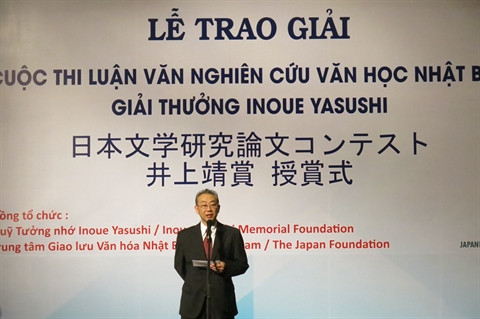 LỄ TRAO GIẢI
CUỘC THI LUẬN VĂN NGHIÊN CỨU VĂN HỌC NHẬT B
GIẢI THƯỞNG INOUE YASUSHI
日本文学研究論文コンテスト
井上靖賞 授賞式
ồng tổ chức :
uỹ Tưởng nhớ Inoue Yasushi / Inou Memorial Foundation
rung tâm Giao lưu Văn hóa Nhật B am / The Japan Foundation
JAPAN